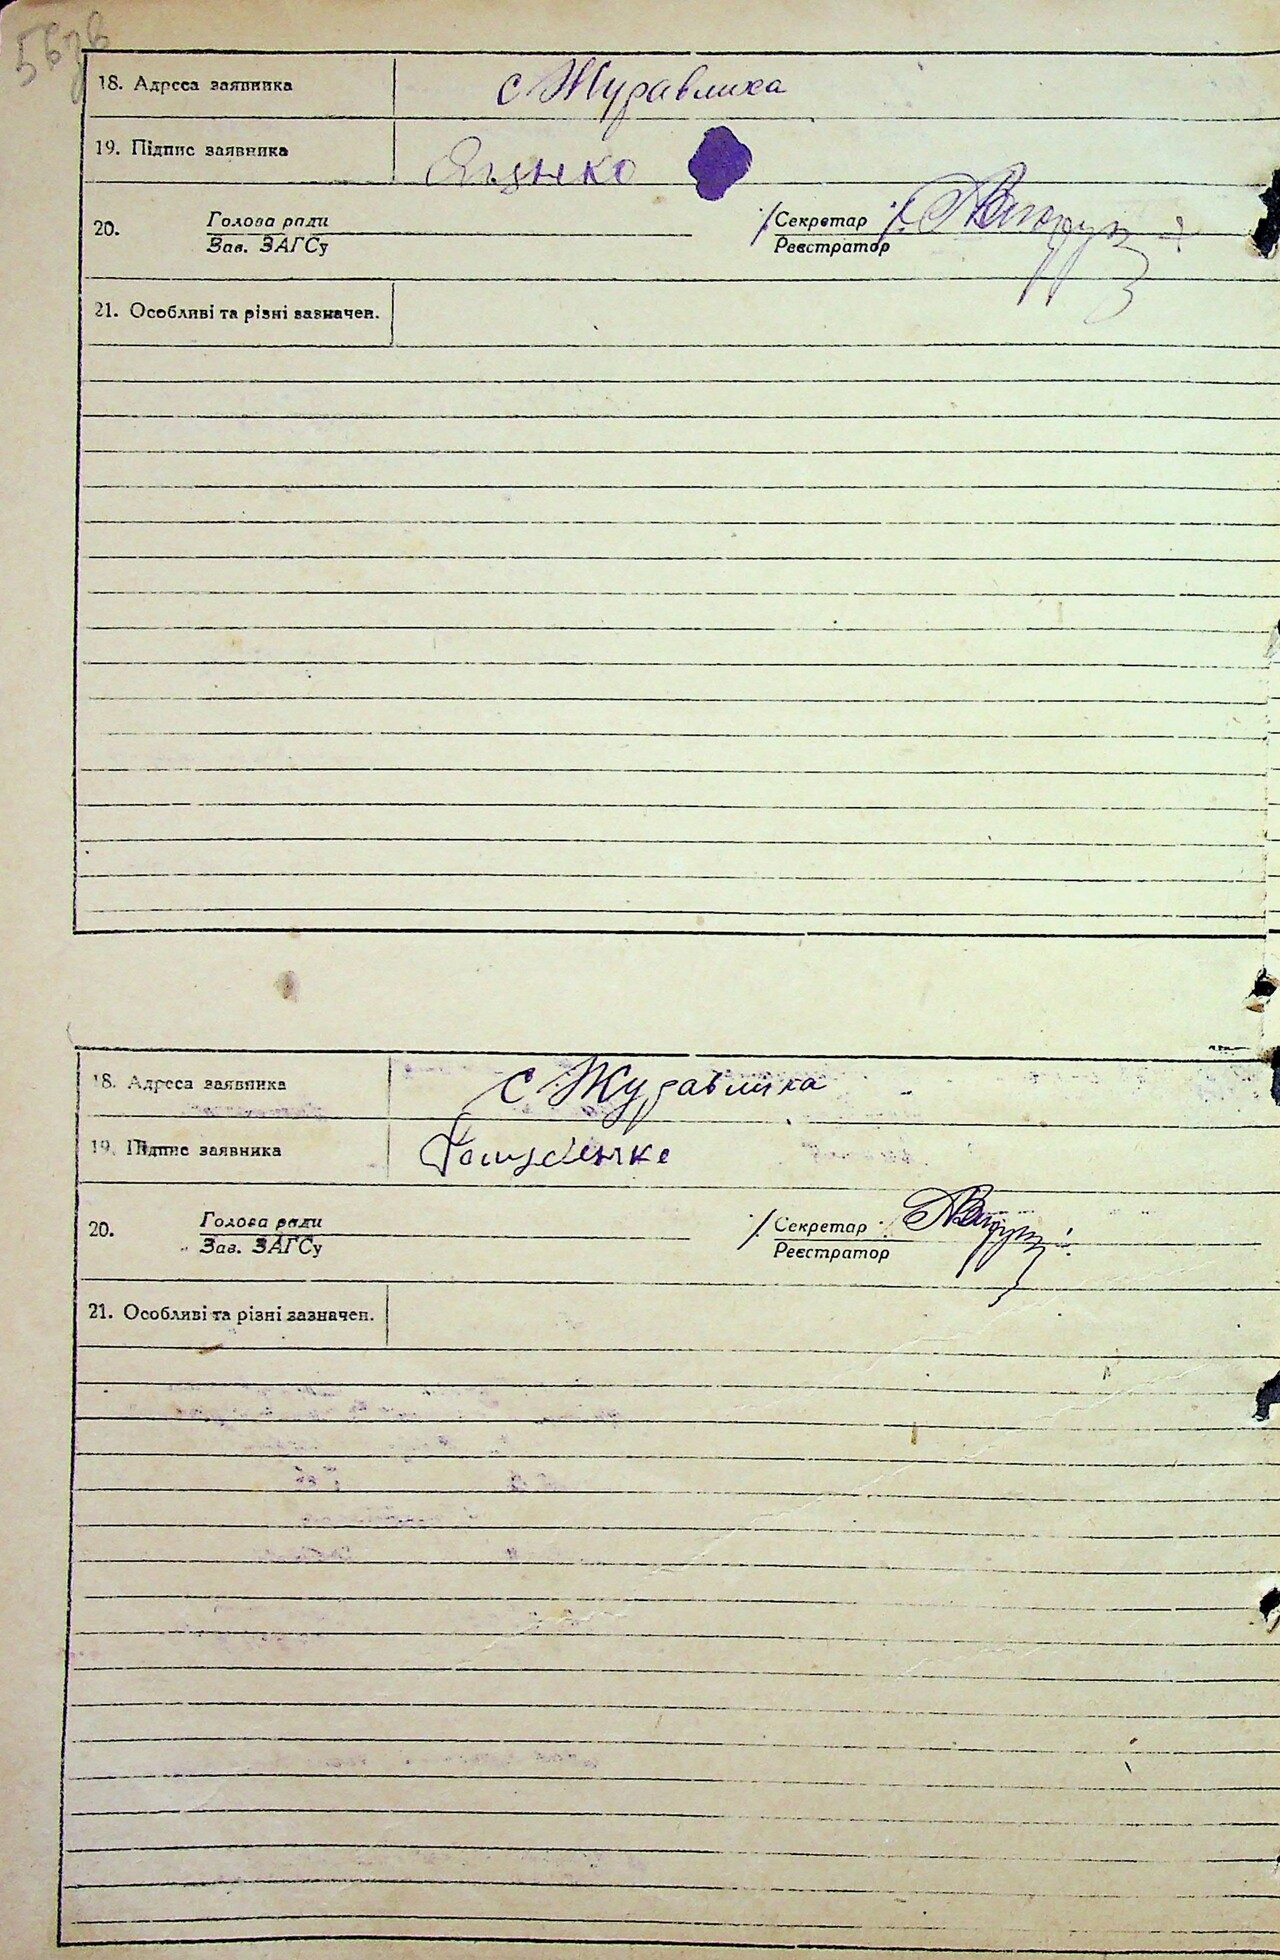 563в
18. Адреса заявника с Журавлиха
19. Підпис заявника
20. Голова ради Секретар
Зав. ЗАГСу Реєстратор
21. Особливі та різні зазначен.
18. Адреса заявника с Журавлиха
19. Підпис заявника
20. Голова ради Секретар
Зав. ЗАГСу Реєстратор
21. Особливі та різні зазначен.